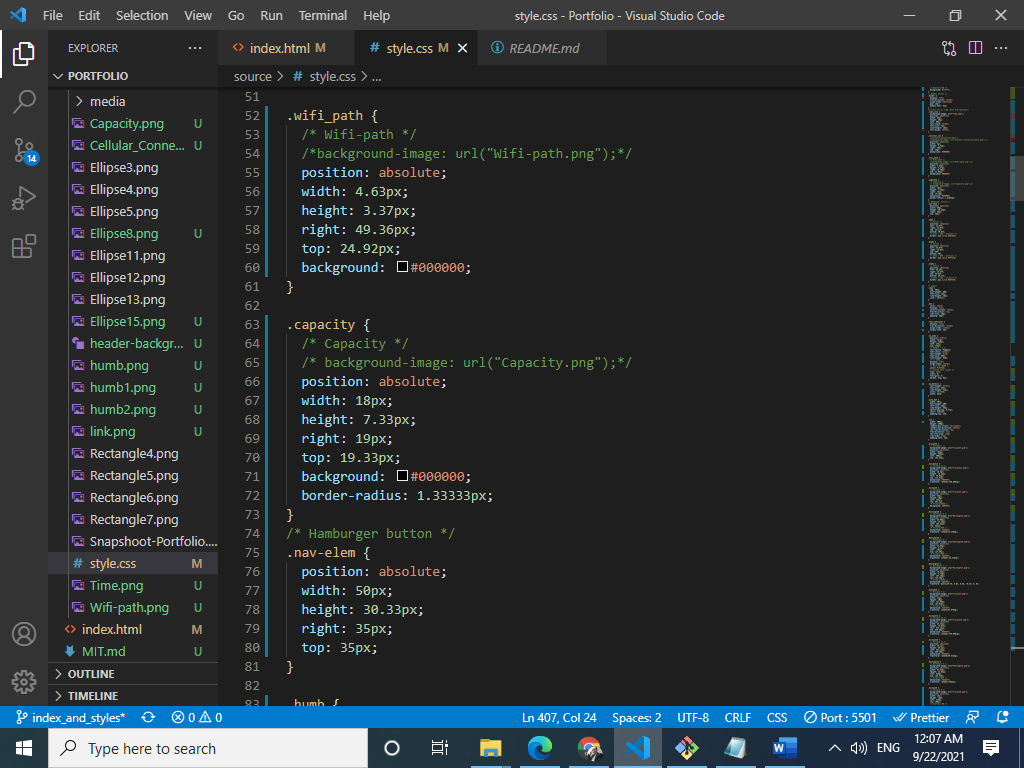 File Edit Selection View Go Run Terminal Help style.css - Portfolio - Visual Studio Code
EXPLORER
PORTFOLIO
media
Capacity.png U
Cellular_Conne... U
Ellipse3.png
Ellipse4.png
Ellipse5.png
Ellipse8.png U
Ellipse11.png
Ellipse12.png
Ellipse13.png
Ellipse15.png U
header-backgr... U
humb.png U
humb1.png U
humb2.png U
link.png U
Rectangle4.png
Rectangle5.png
Rectangle6.png
Rectangle7.png
Snapshoot-Portfolio....
# style.css M
Time.png U
Wifi-path.png U
<> index.html M
MIT.md U
OUTLINE
TIMELINE
14
<> index.html M # style.css M README.md
source > # style.css > ...
51
52 .wifi_path {
53 /* Wifi-path */
54 /*background-image: url("Wifi-path.png");*/
55 position: absolute;
56 width: 4.63px;
57 height: 3.37px;
58 right: 49.36px;
59 top: 24.92px;
60 background: #000000;
61 }
62
63 .capacity {
64 /* Capacity */
65 /* background-image: url("Capacity.png");*/
66 position: absolute;
67 width: 18px;
68 height: 7.33px;
69 right: 19px;
70 top: 19.33px;
71 background: #000000;
72 border-radius: 1.33333px;
73 }
74 /* Hamburger button */
75 .nav-elem {
76 position: absolute;
77 width: 50px;
78 height: 30.33px;
79 right: 35px;
80 top: 35px;
81 }
82
83 .humb {
index_and_styles* 0 0 Ln 407, Col 24 Spaces: 2 UTF-8 CRLF CSS Port : 5501 Prettier
Type here to search
ENG
12:07 AM
9/22/2021